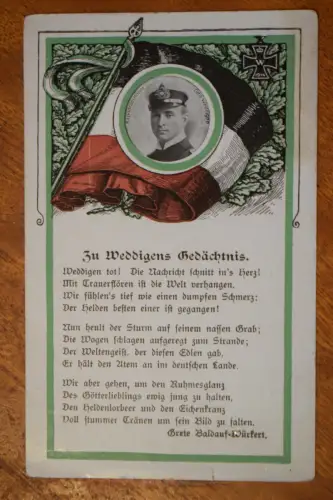 W
1914
Zu Weddigens Gedächtnis.
Weddigen tot! Die Nachricht schnitt in's Herz!
Mit Trauerflören ist die Welt verhangen.
Wir fühlen's tief wie einen dumpfen Schmerz:
Der Helden besten einer ist gegangen!
Nun heult der Sturm auf seinem nassen Grab;
Die Wogen schlagen aufgeregt zum Strande;
Der Weltengeist, der diesen Edlen gab,
Er hält den Atem an im deutschen Lande.
Wir aber gehen, um den Ruhmesglanz
Des Götterlieblings ewig jung zu halten,
Den Heldenlorbeer und den Eichenkranz
Voll stummer Tränen um sein Bild zu falten.
Grete Baldauf-Würkert.